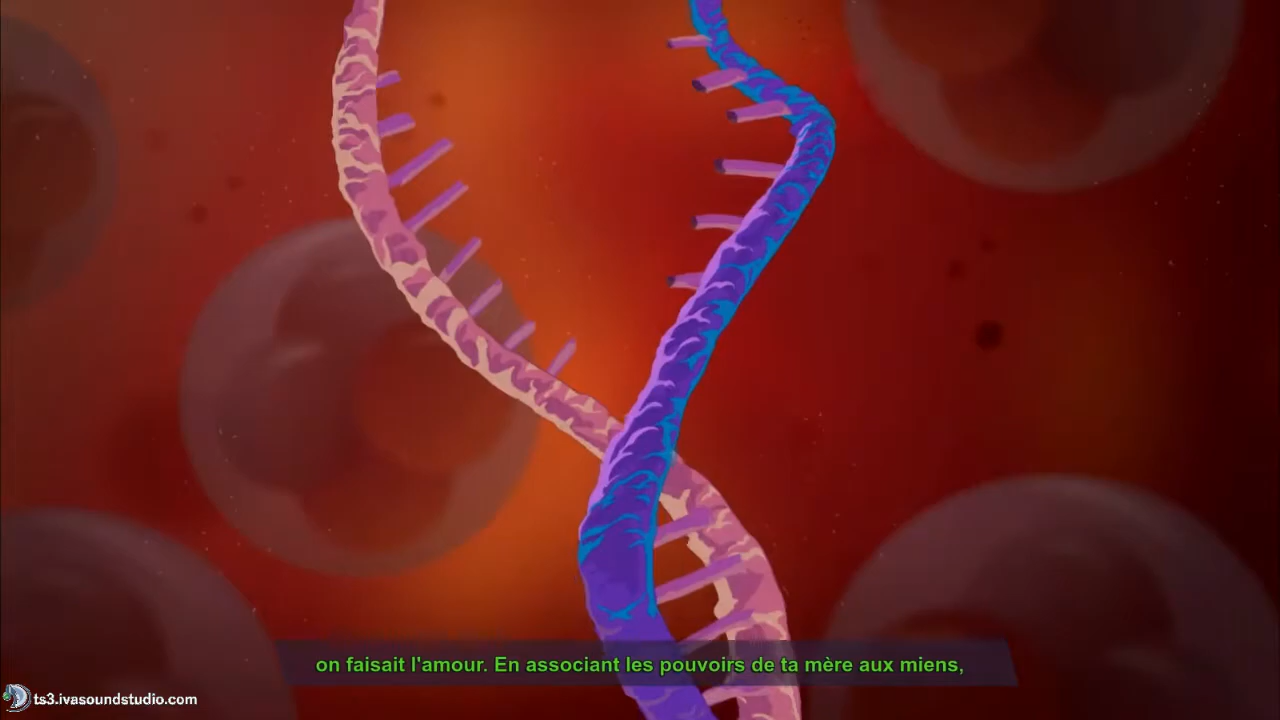 on faisait l'amour. En associant les pouvoirs de ta mère aux miens,
ts3.ivasoundstudio.com